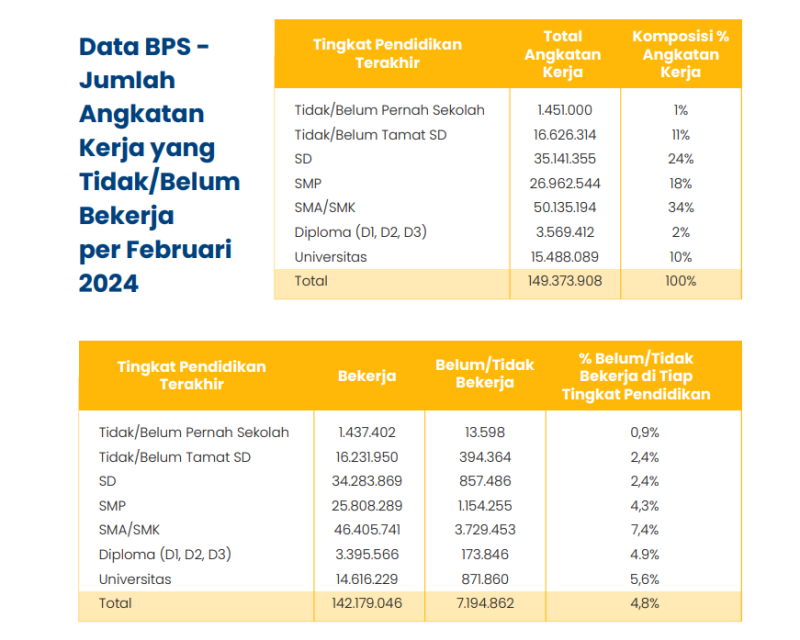 Data BPS -
Jumlah
Angkatan
Kerja yang
Tidak/Belum
Bekerja
per Februari
2024
Tingkat Pendidikan Terakhir | Total Angkatan Kerja | Komposisi % Angkatan Kerja
Tidak/Belum Pernah Sekolah 1.451.000 1%
Tidak/Belum Tamat SD 16.626.314 11%
SD 35.141.355 24%
SMP 26.962.544 18%
SMA/SMK 50.135.194 34%
Diploma (D1, D2, D3) 3.569.412 2%
Universitas 15.488.089 10%
Total 149.373.908 100%
Tingkat Pendidikan Terakhir | Bekerja | Belum/Tidak Bekerja | % Belum/Tidak Bekerja di Tiap Tingkat Pendidikan
Tidak/Belum Pernah Sekolah 1.437.402 13.598 0,9%
Tidak/Belum Tamat SD 16.231.950 394.364 2,4%
SD 34.283.869 857.486 2,4%
SMP 25.808.289 1.154.255 4,3%
SMA/SMK 46.405.741 3.729.453 7,4%
Diploma (D1, D2, D3) 3.395.566 173.846 4.9%
Universitas 14.616.229 871.860 5,6%
Total 142.179.046 7.194.862 4,8%